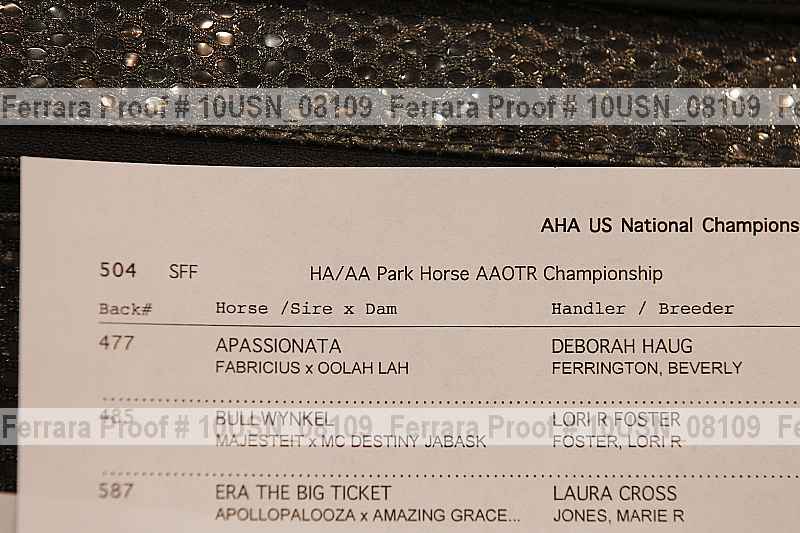 Ferrara Proof # 10USN_08109 Ferrara Proof # 10USN_08109
AHA US National Champions
504 SFF HA/AA Park Horse AAOTR Championship
Back# Horse /Sire x Dam Handler / Breeder
477 APASSIONATA DEBORAH HAUG
FABRICIUS x OOLAH LAH FERRINGTON, BEVERLY
485 BULLWYNKEL LORI R FOSTER
Ferrara Proof # 10USN_08109 Ferrara Proof # 10USN_08109
MAJESTEIT x MC DESTINY JABASK FOSTER, LORI R
587 ERA THE BIG TICKET LAURA CROSS
APOLLOPALOOZA x AMAZING GRACE... JONES, MARIE R